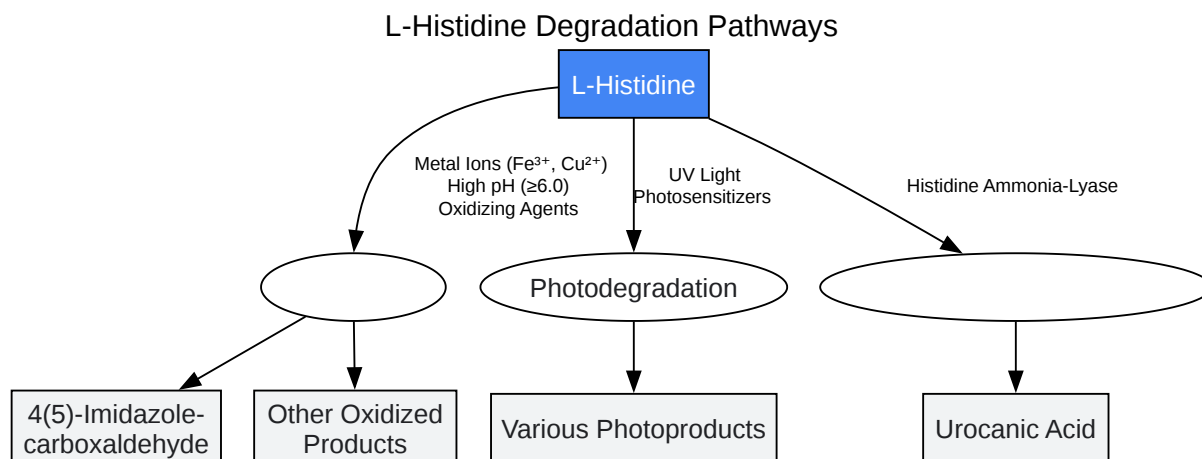 L-Histidine Degradation Pathways
L-Histidine
Metal Ions (Fe³⁺, Cu²⁺)
High pH (≥6.0)
Oxidizing Agents
UV Light
Photosensitizers
Histidine Ammonia-Lyase
Photodegradation
4(5)-Imidazole-
carboxaldehyde
Other Oxidized
Products
Various Photoproducts
Urocanic Acid